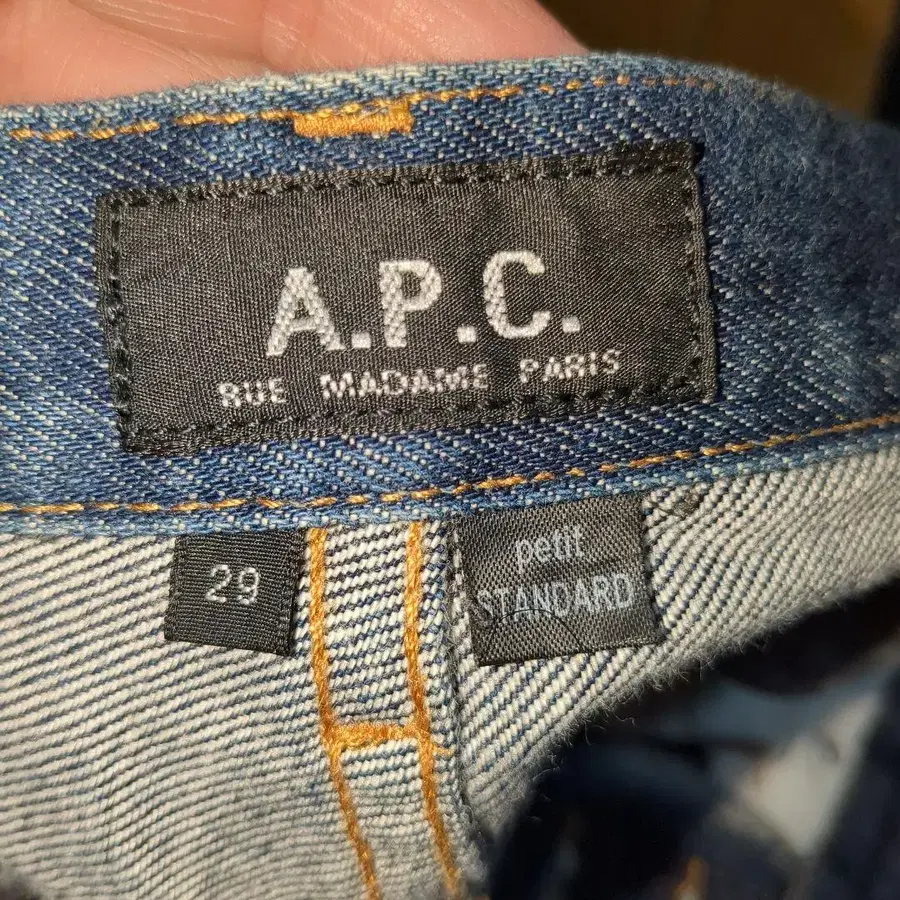 A.P.C.
RUE MADAME PARIS
29
petit
STANDARD